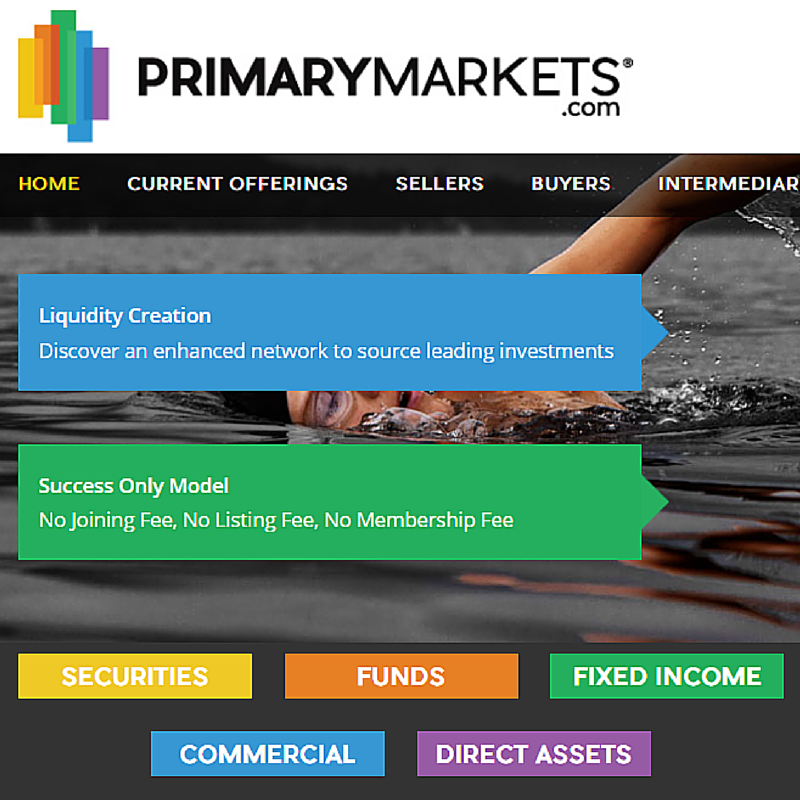 PRIMARYMARKETS®
.com
HOME CURRENT OFFERINGS SELLERS BUYERS INTERMEDIAR
Liquidity Creation
Discover an enhanced network to source leading investments
Success Only Model
No Joining Fee, No Listing Fee, No Membership Fee
SECURITIES FUNDS FIXED INCOME
COMMERCIAL DIRECT ASSETS